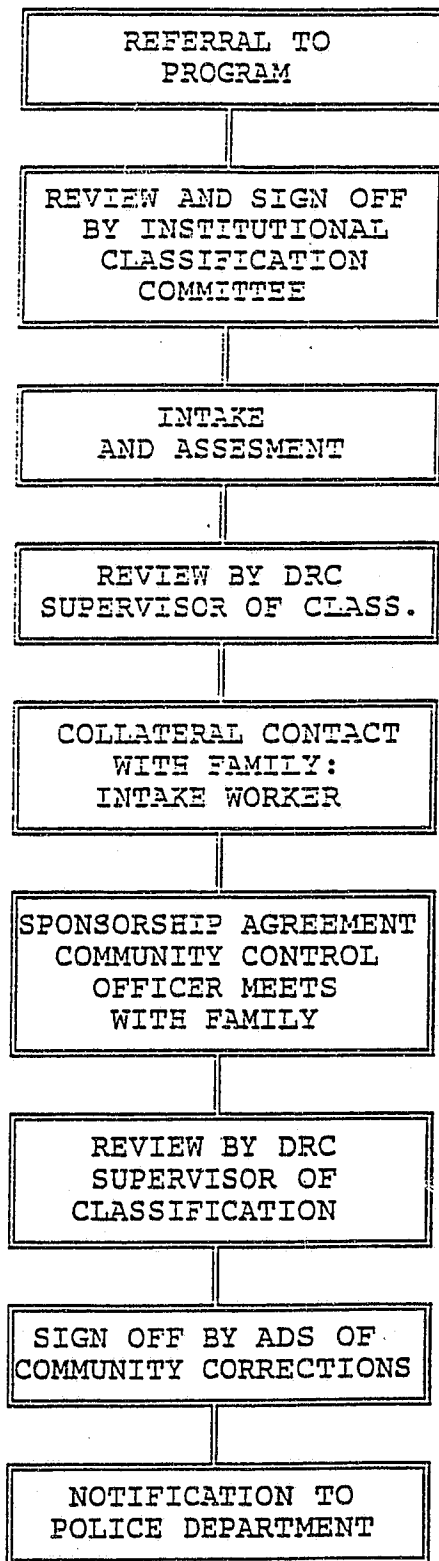 REFERRAL TO
PROGRAM
REVIEW AND SIGN OFF
BY INSTITUTIONAL
CLASSIFICATION
COMMITTEE
INTAKE
AND ASSESMENT
REVIEW BY DRC
SUPERVISOR OF CLASS.
COLLATERAL CONTACT
WITH FAMILY:
INTAKE WORKER
SPONSORSHIP AGREEMENT
COMMUNITY CONTROL
OFFICER MEETS
WITH FAMILY
REVIEW BY DRC
SUPERVISOR OF
CLASSIFICATION
SIGN OFF BY ADS OF
COMMUNITY CORRECTIONS
NOTIFICATION TO
POLICE DEPARTMENT